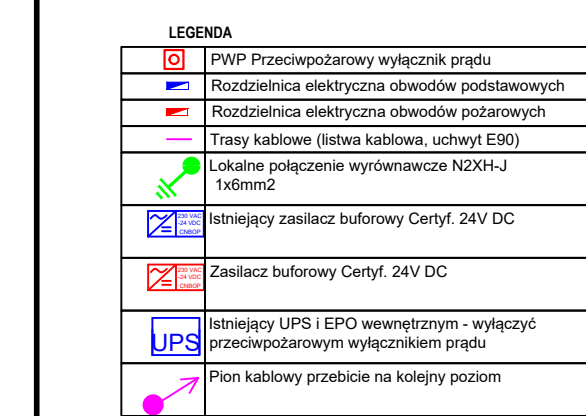 LEGENDA
PWP Przeciwpożarowy wyłącznik prądu
Rozdzielnica elektryczna obwodów podstawowych
Rozdzielnica elektryczna obwodów pożarowych
Trasy kablowe (listwa kablowa, uchwyt E90)
Lokalne połączenie wyrównawcze N2XH-J
1x6mm2
230 VAC
-24 VDC
CNBOP
Istniejący zasilacz buforowy Certyf. 24V DC
230 VAC
-24 VDC
CNBOP
Zasilacz buforowy Certyf. 24V DC
UPS
Istniejący UPS i EPO wewnętrznym - wyłączyć
przeciwpożarowym wyłącznikiem prądu
Pion kablowy przebicie na kolejny poziom